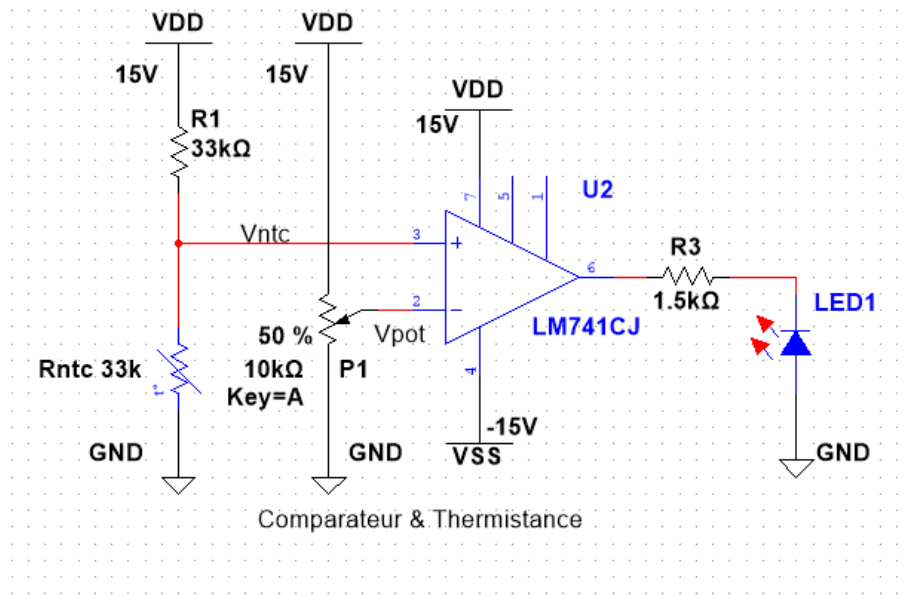 VDD
VDD
15V
15V
VDD
15V
R1
33kΩ
7
5
1
U2
Vntc
3
+
R3
6
1.5kΩ
LED1
2
−
50 %
Vpot
LM741CJ
Rntc 33k
t°
10kΩ
P1
Key=A
4
-15V
VSS
GND
GND
GND
Comparateur & Thermistance